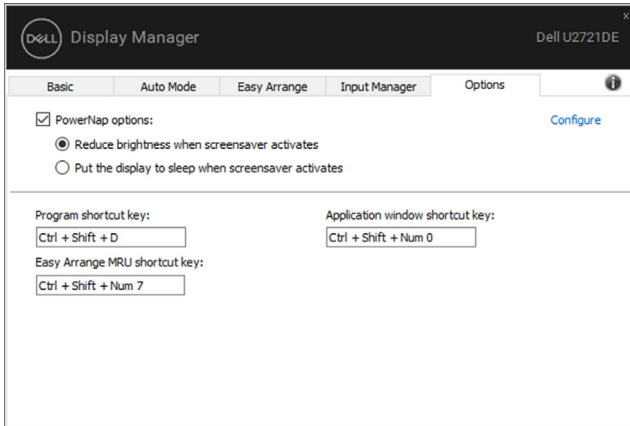 x
DELL Display Manager Dell U2721DE
Basic Auto Mode Easy Arrange Input Manager Options i
PowerNap options: Configure
Reduce brightness when screensaver activates
Put the display to sleep when screensaver activates
Program shortcut key: Application window shortcut key:
Ctrl + Shift + D Ctrl + Shift + Num 0
Easy Arrange MRU shortcut key:
Ctrl + Shift + Num 7